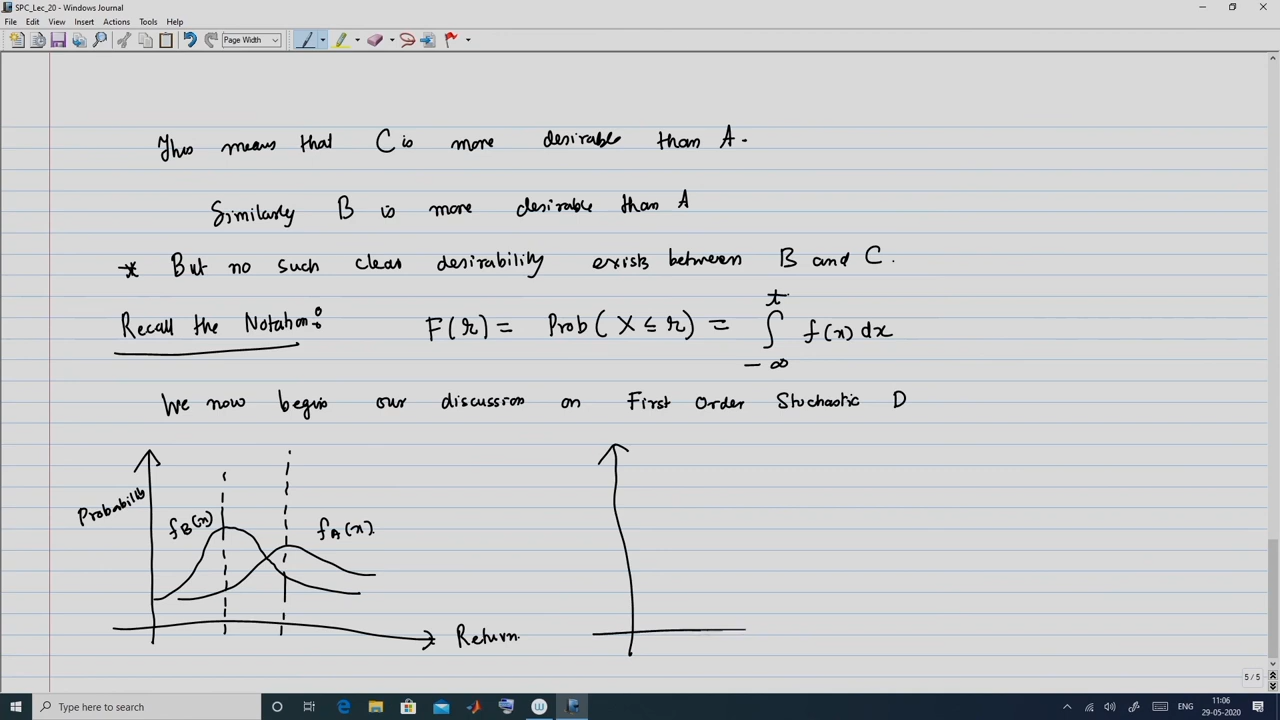 SPC_Lec_20 - Windows Journal
File Edit View Insert Actions Tools Help
Page Width
This means that C is more desirable than A.
Similarly B is more desirable than A
* But no such clear desirability exists between B and C.
Recall the Notation: F(r) = Prob(X ≤ r) = ∫_{-∞}^{t} f(x) dx
We now begin our discussion on First Order Stochastic D
Probability
f_B(x)
f_A(x)
Return
5 / 5
Type here to search
ENG
11:06
29-05-2020